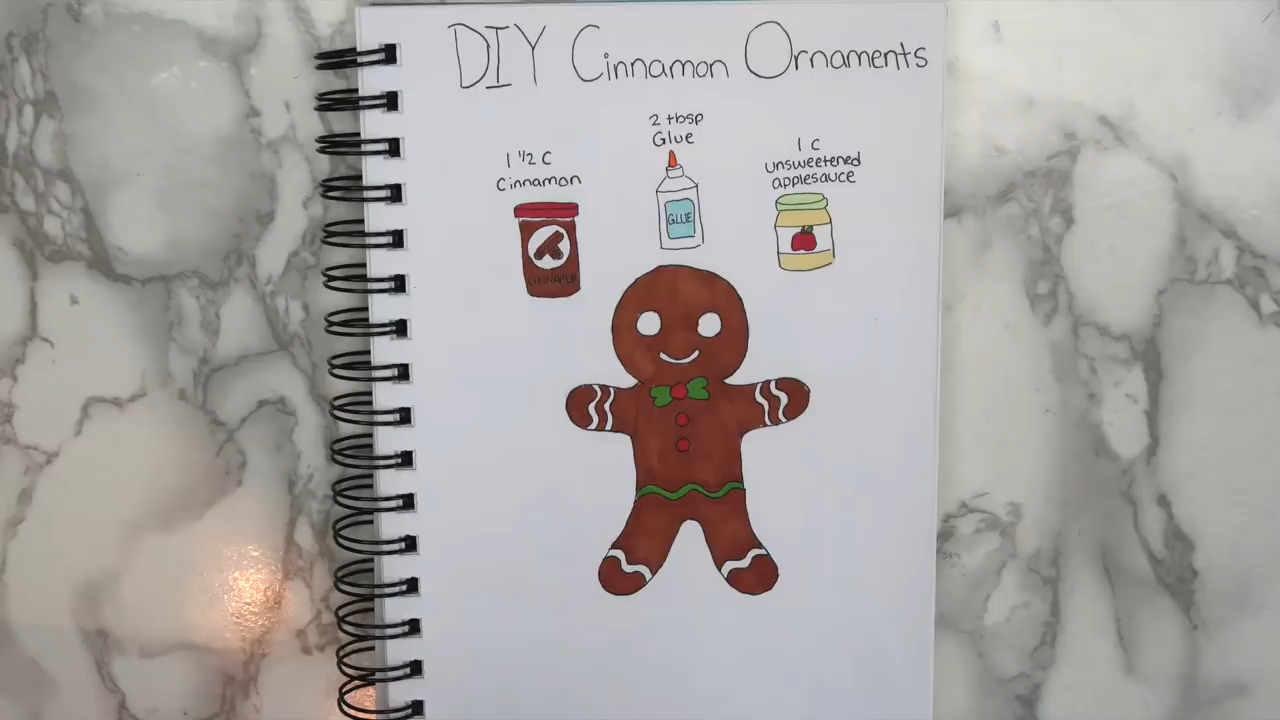 DIY Cinnamon Ornaments
2 tbsp
Glue
1 1/2 C
Cinnamon
1 C
unsweetened
applesauce
GLUE
CINNAMON